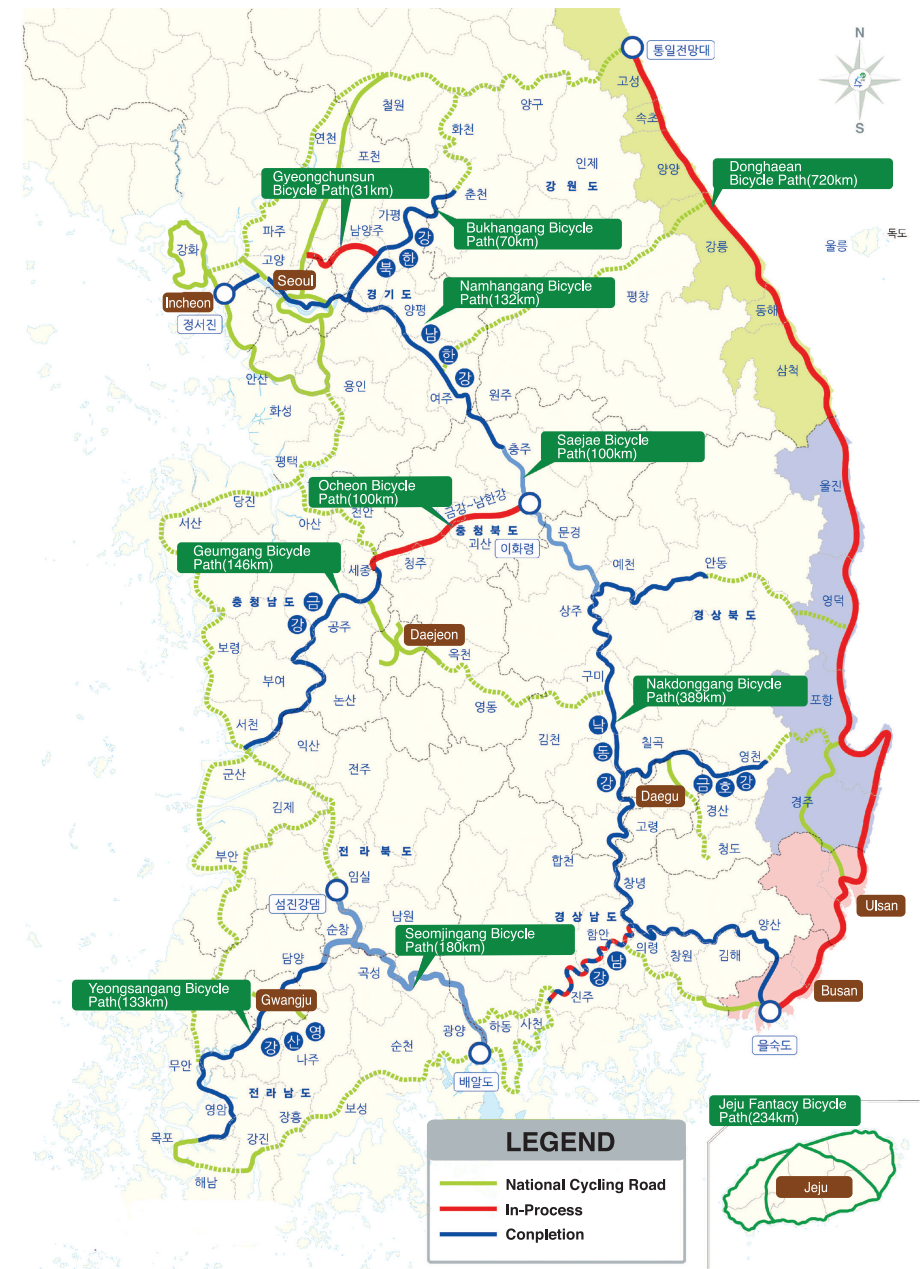 N
S
통일전망대
고성
속초
양양
철원
양구
화천
연천
포천
인제
강원도
Gyeongchunsun
Bicycle Path(31km)
Donghaean
Bicycle Path(720km)
춘천
가평
Bukhangang Bicycle
Path(70km)
파주
남양주
고양
강화
북한강
강릉
울릉
독도
Seoul
Incheon
정서진
경기도
양평
Namhangang Bicycle
Path(132km)
평창
동해
남한강
삼척
안산
용인
화성
여주
원주
평택
충주
Saejae Bicycle
Path(100km)
Ocheon Bicycle
Path(100km)
금강~남한강
울진
당진
서산
아산
천안
충청북도
괴산
이화령
문경
Geumgang Bicycle
Path(146km)
세종
청주
예천
안동
충청남도
금강
공주
상주
영덕
경상북도
Daejeon
보령
옥천
부여
논산
구미
Nakdonggang Bicycle
Path(389km)
포항
영동
서천
익산
김천
낙동강
칠곡
영천
군산
전주
Daegu
금호강
경산
경주
김제
고령
청도
부안
전라북도
합천
임실
창녕
섬진강댐
남원
경상남도
Ulsan
순창
Seomjingang Bicycle
Path(180km)
함안
의령
양산
담양
곡성
남강
창원
김해
Yeongsangang Bicycle
Path(133km)
Gwangju
진주
Busan
영산강
나주
순천
광양
하동
사천
을숙도
무안
배알도
전라남도
영암
장흥
보성
목포
강진
해남
Jeju Fantacy Bicycle
Path(234km)
Jeju
LEGEND
National Cycling Road
In-Process
Conpletion